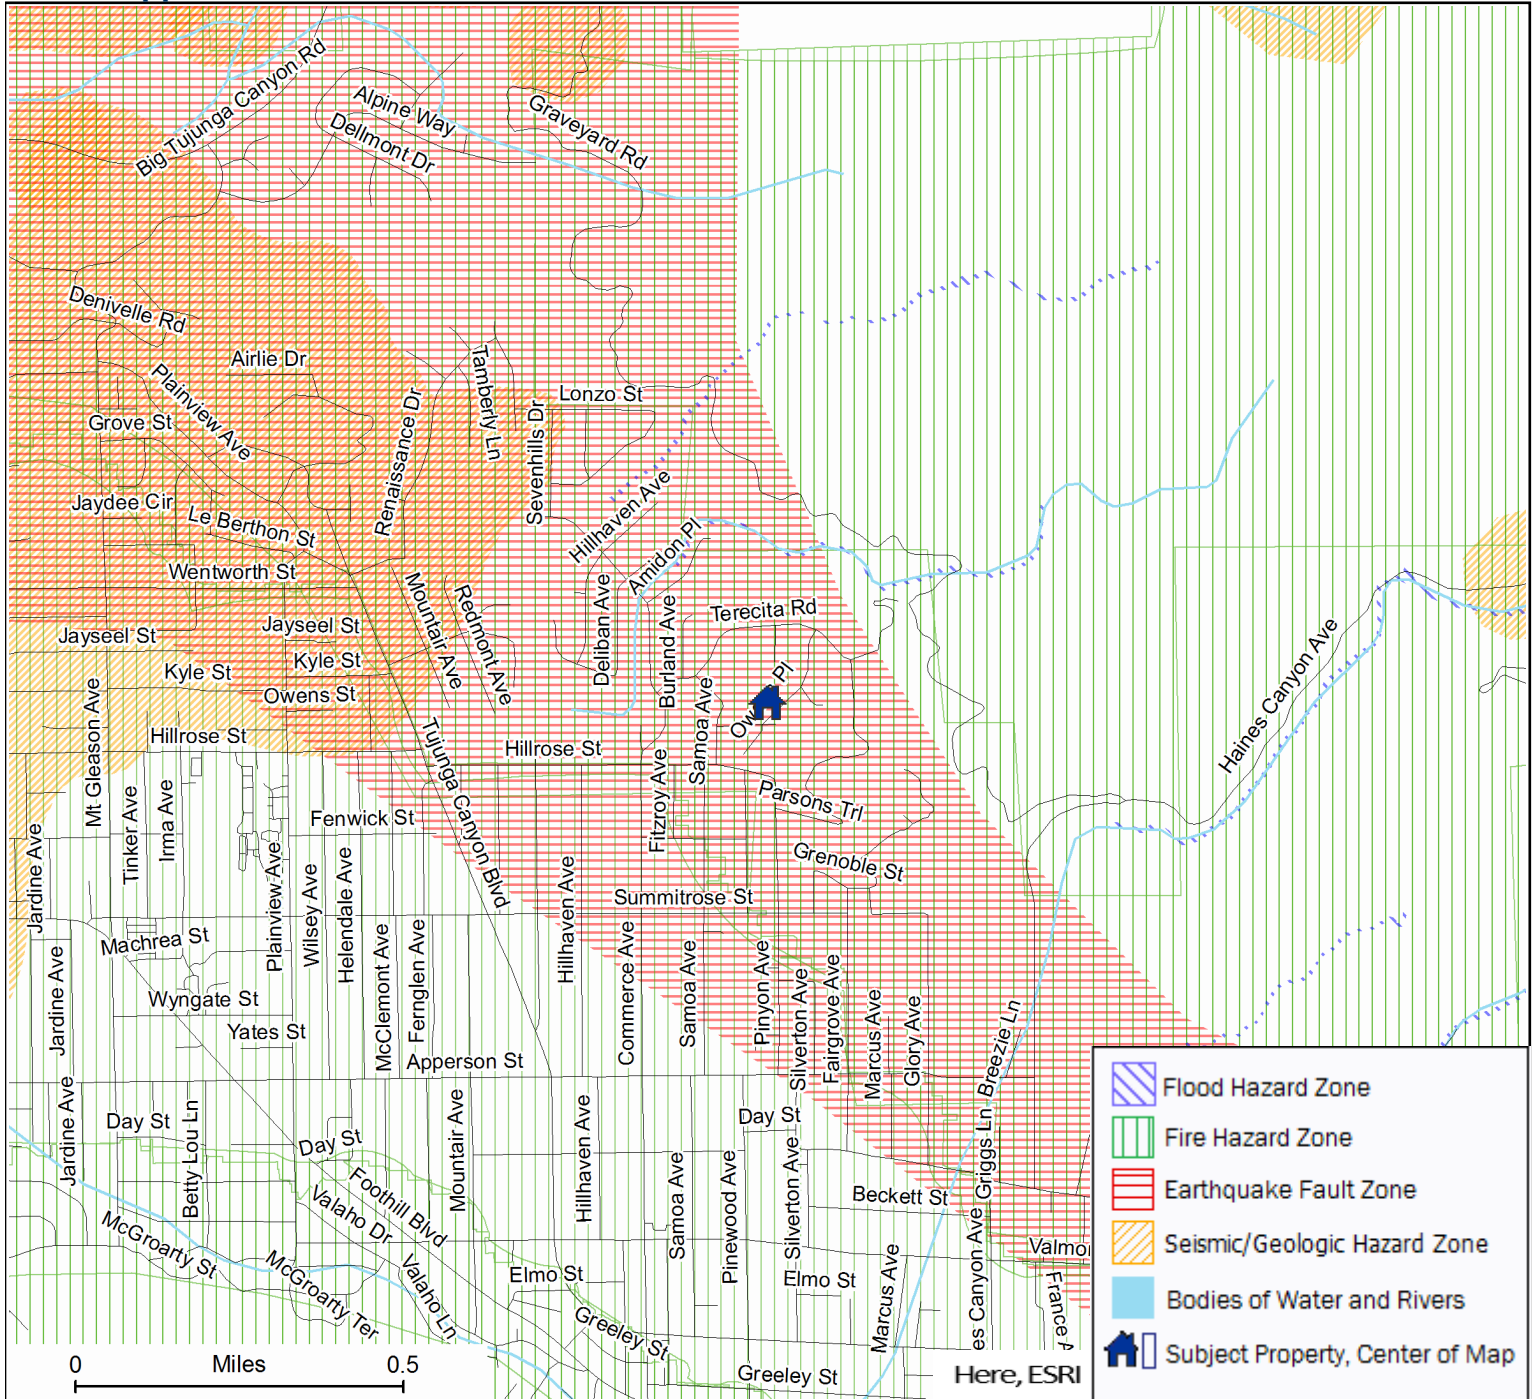 Big Tujunga Canyon Rd
Alpine Way
Dellmont Dr
Graveyard Rd
Denivelle Rd
Airlie Dr
Plainview Ave
Grove St
Renaissance Dr
Tamberly Ln
Lonzo St
Sevenhills Dr
Jaydee Cir
Le Berthon St
Hillhaven Ave
Amidon Pl
Wentworth St
Mountair Ave
Redmont Ave
Deliban Ave
Burland Ave
Terecita Rd
Jayseel St
Jayseel St
Kyle St
Kyle St
Owens St
Samoa Ave
Ow
Pl
Mt Gleason Ave
Hillrose St
Hillrose St
Tujunga Canyon Blvd
Haines Canyon Ave
Fitzroy Ave
Parsons Trl
Tinker Ave
Irma Ave
Fenwick St
Jardine Ave
Plainview Ave
Wilsey Ave
Helendale Ave
Grenoble St
Summitrose St
Hillhaven Ave
Machrea St
McClemont Ave
Fernglen Ave
Commerce Ave
Samoa Ave
Pinyon Ave
Silverton Ave
Fairgrove Ave
Marcus Ave
Glory Ave
Breezie Ln
Jardine Ave
Wyngate St
Yates St
Apperson St
Jardine Ave
Day St
Betty Lou Ln
Day St
Mountair Ave
Hillhaven Ave
Day St
Silverton Ave
Griggs Ln
Foothill Blvd
Valaho Dr
Samoa Ave
Pinewood Ave
Beckett St
McGroarty St
McGroarty Ter
Valaho Ln
Elmo St
Elmo St
Marcus Ave
es Canyon Ave
Valmo
France A
Greeley St
Greeley St
0 Miles 0.5
Here, ESRI
Flood Hazard Zone
Fire Hazard Zone
Earthquake Fault Zone
Seismic/Geologic Hazard Zone
Bodies of Water and Rivers
Subject Property, Center of Map